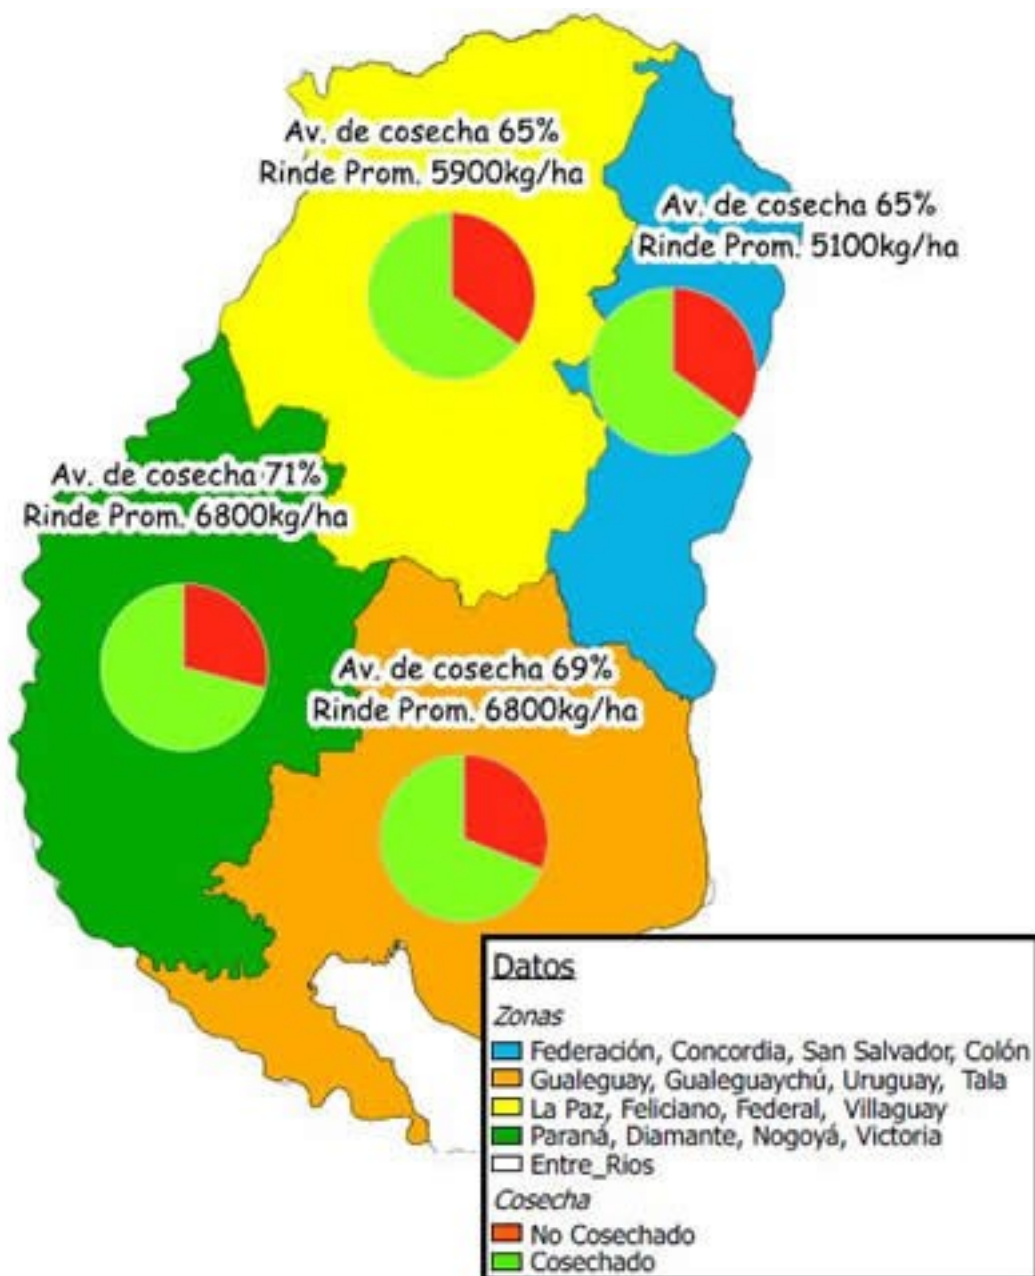 Av. de cosecha 65%
Rinde Prom. 5900kg/ha
Av. de cosecha 65%
Rinde Prom. 5100kg/ha
Av. de cosecha 71%
Rinde Prom. 6800kg/ha
Av. de cosecha 69%
Rinde Prom. 6800kg/ha
Datos
Zonas
Federación, Concordia, San Salvador, Colón
Gualeguay, Gualeguaychú, Uruguay, Tala
La Paz, Feliciano, Federal, Villaguay
Paraná, Diamante, Nogoyá, Victoria
Entre_Rios
Cosecha
No Cosechado
Cosechado